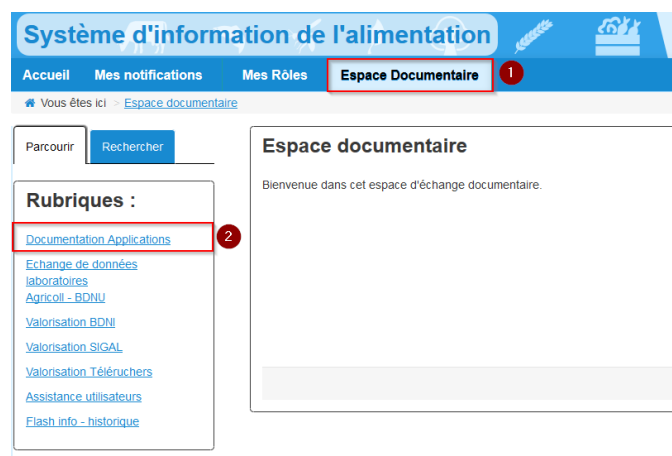 Système d'information de l'alimentation
Accueil Mes notifications Mes Rôles Espace Documentaire 1
Vous êtes ici > Espace documentaire
Parcourir Rechercher
Rubriques :
Documentation Applications 2
Echange de données
laboratoires
Agricoll - BDNU
Valorisation BDNI
Valorisation SIGAL
Valorisation Téléruchers
Assistance utilisateurs
Flash info - historique
Espace documentaire
Bienvenue dans cet espace d'échange documentaire.